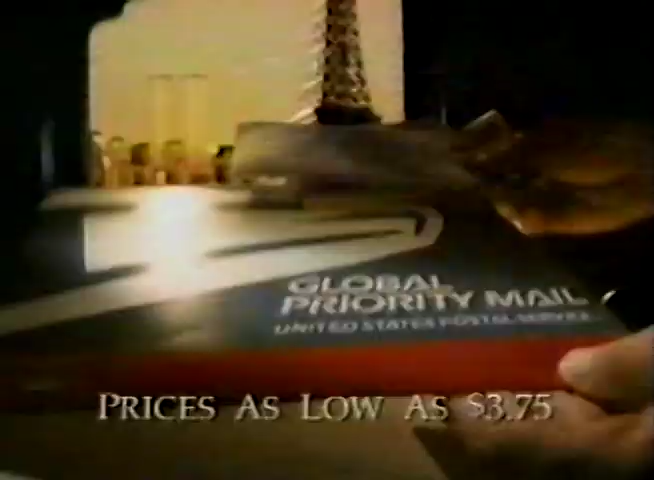 GLOBAL
PRIORITY MAIL
UNITED STATES POSTAL SERVICE
PRICES AS LOW AS $3.75